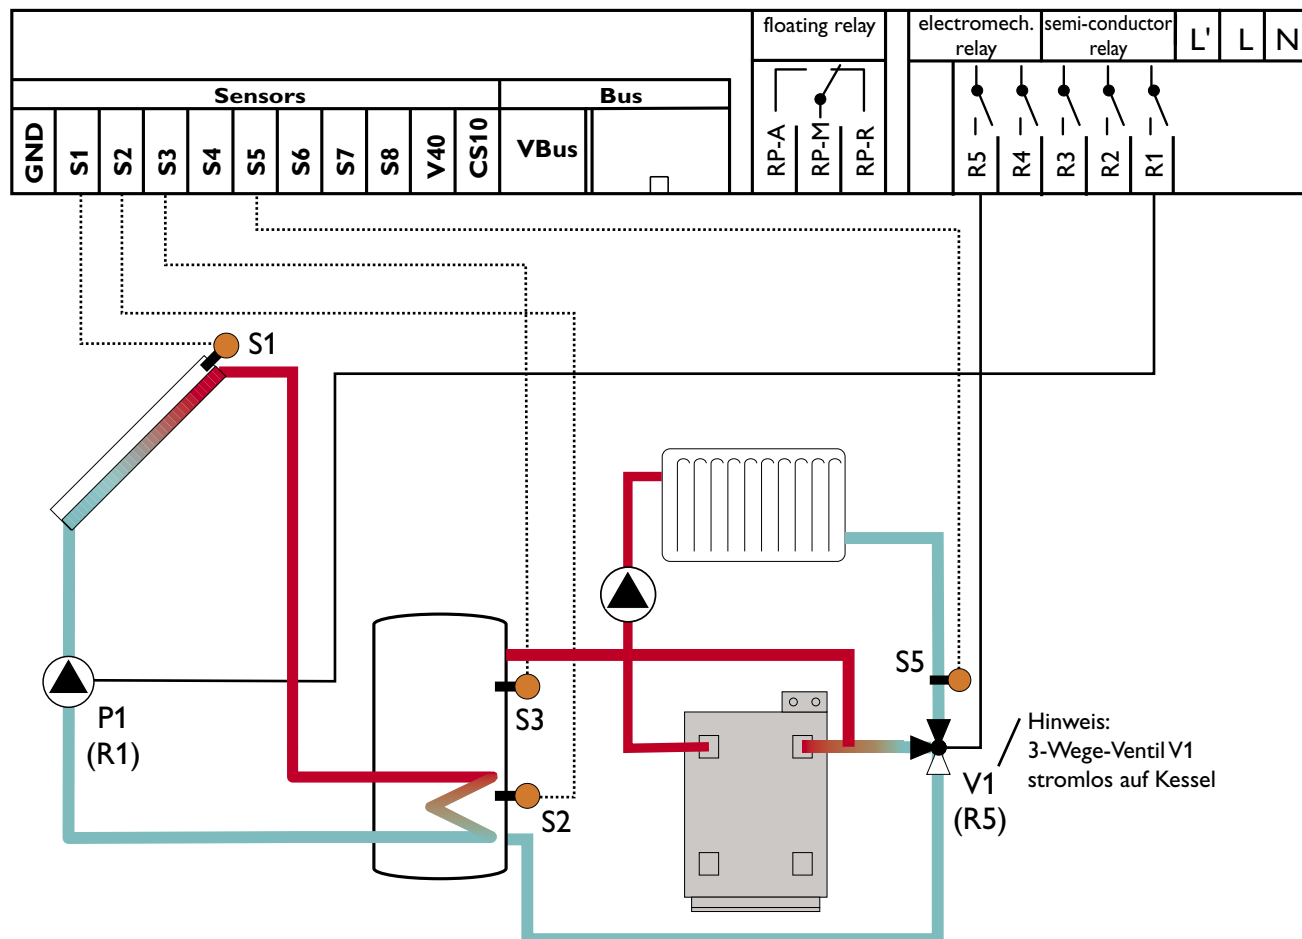 floating relay
electromech.
relay
semi-conductor
relay
L'
L
N
Sensors
Bus
GND
S1
S2
S3
S4
S5
S6
S7
S8
V40
CS10
VBus
RP-A
RP-M
RP-R
R5
R4
R3
R2
R1
S1
S5
S3
P1
(R1)
S2
V1
(R5)
Hinweis:
3-Wege-Ventil V1
stromlos auf Kessel